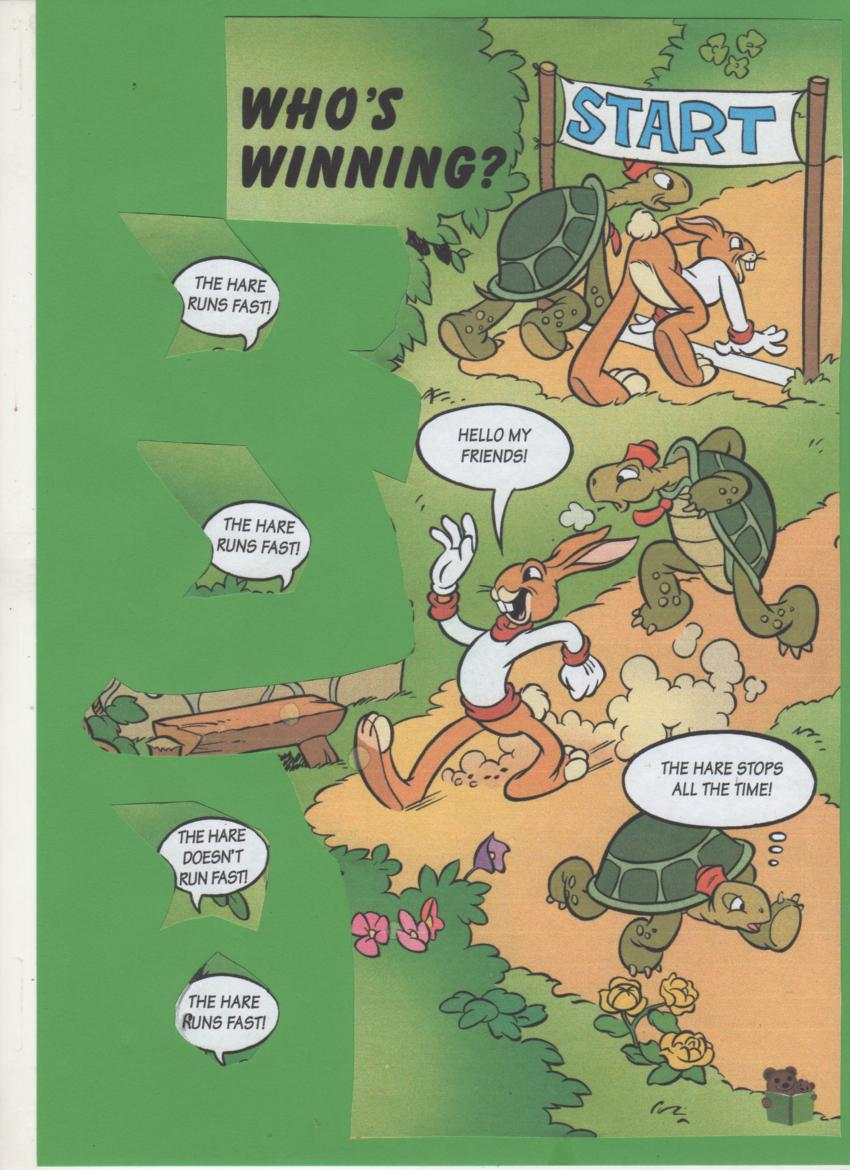 WHO'S
WINNING?
START
THE HARE
RUNS FAST!
HELLO MY
FRIENDS!
THE HARE
RUNS FAST!
THE HARE STOPS
ALL THE TIME!
THE HARE
DOESN'T
RUN FAST!
THE HARE
RUNS FAST!